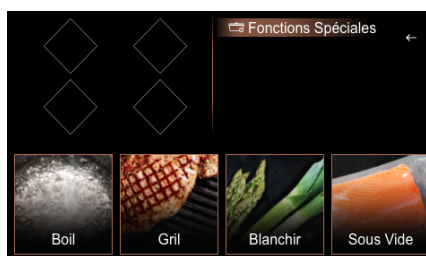 Fonctions Spéciales
Boil
Gril
Blanchir
Sous Vide